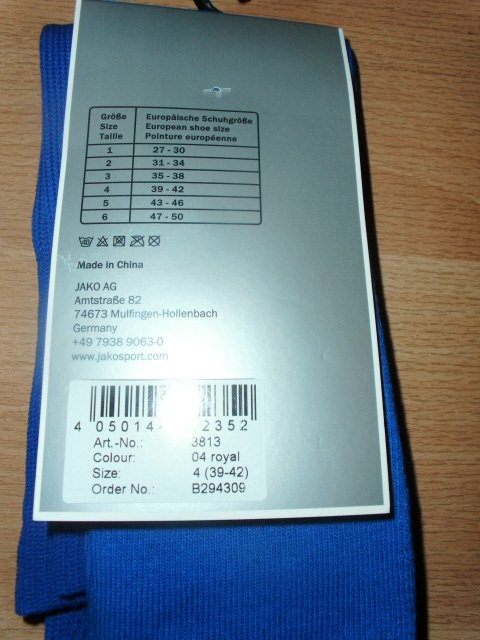 Größe Europäische Schuhgröße
Size European shoe size
Taille Pointure européenne
1 27 - 30
2 31 - 34
3 35 - 38
4 39 - 42
5 43 - 46
6 47 - 50
Made in China
JAKO AG
Amtstraße 82
74673 Mulfingen-Hollenbach
Germany
+49 7938 9063-0
www.jakosport.com
4 05014 2352
Art.-No.: 3813
Colour: 04 royal
Size: 4 (39-42)
Order No.: B294309